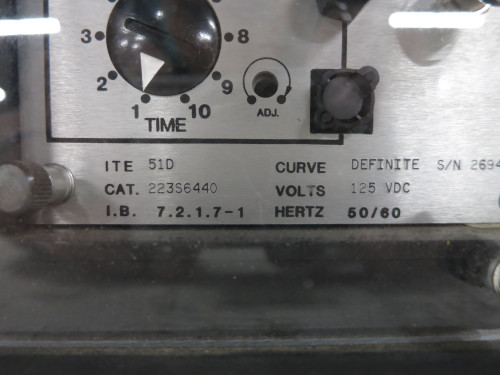 3 8
2 9
1 10
TIME
ADJ.
ITE 51D CURVE DEFINITE S/N 2694
CAT. 223S6440 VOLTS 125 VDC
I.B. 7.2.1.7-1 HERTZ 50/60